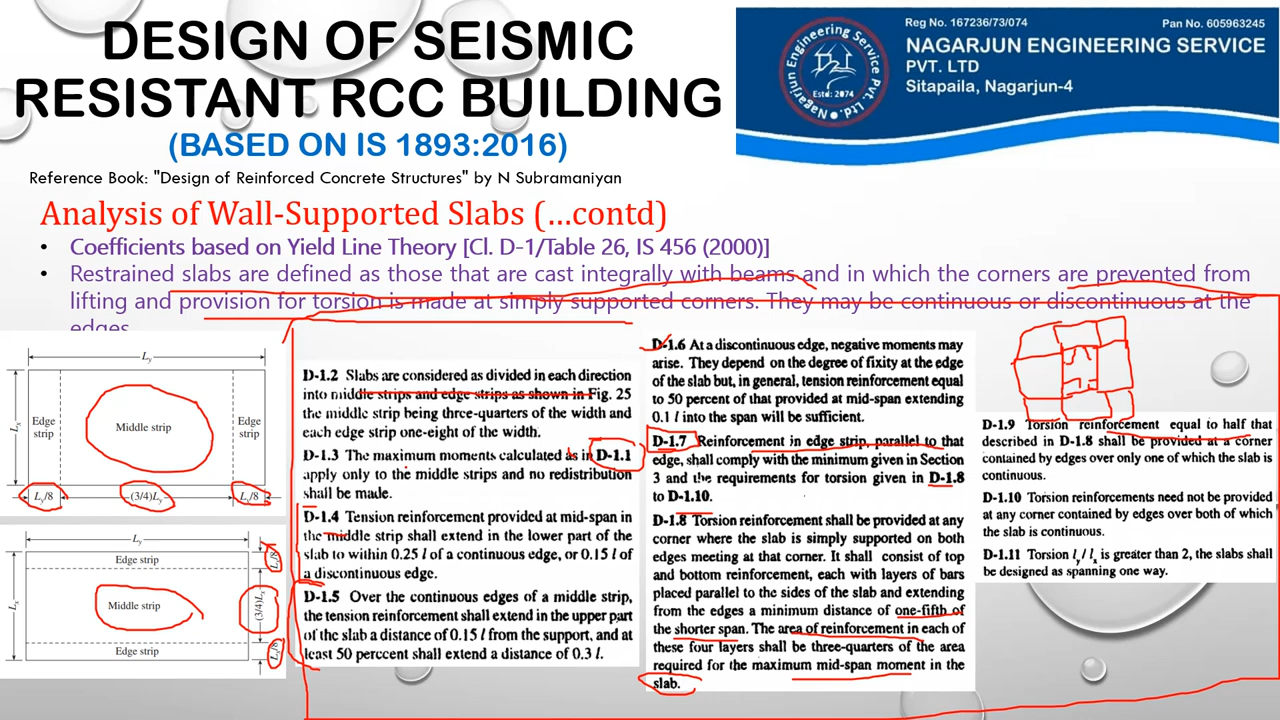 DESIGN OF SEISMIC
RESISTANT RCC BUILDING
(BASED ON IS 1893:2016)
Reference Book: "Design of Reinforced Concrete Structures" by N Subramaniyan
Reg No. 167236/73/074
Pan No. 605963245
NAGARJUN ENGINEERING SERVICE
PVT. LTD
Sitapaila, Nagarjun-4
Nagarjun Engineering Service Pvt. Ltd.
Estd: 2074
Analysis of Wall-Supported Slabs (…contd)
• Coefficients based on Yield Line Theory [Cl. D-1/Table 26, IS 456 (2000)]
• Restrained slabs are defined as those that are cast integrally with beams and in which the corners are prevented from
lifting and provision for torsion is made at simply supported corners. They may be continuous or discontinuous at the
edges
Ly
Lx
Edge
strip
Middle strip
Edge
strip
Ly/8
(3/4)Ly
Ly/8
Ly
Lx
Edge strip
Middle strip
Edge strip
Lx/8
(3/4)Lx
Lx/8
D-1.2 Slabs are considered as divided in each direction
into middle strips and edge strips as shown in Fig. 25
the middle strip being three-quarters of the width and
each edge strip one-eight of the width.
D-1.3 The maximum moments calculated as in D-1.1
apply only to the middle strips and no redistribution
shall be made.
D-1.4 Tension reinforcement provided at mid-span in
the middle strip shall extend in the lower part of the
slab to within 0.25 l of a continuous edge, or 0.15 l of
a discontinuous edge.
D-1.5 Over the continuous edges of a middle strip,
the tension reinforcement shall extend in the upper part
of the slab a distance of 0.15 l from the support, and at
least 50 perccent shall extend a distance of 0.3 l.
D-1.6 At a discontinuous edge, negative moments may
arise. They depend on the degree of fixity at the edge
of the slab but, in general, tension reinforcement equal
to 50 percent of that provided at mid-span extending
0.1 l into the span will be sufficient.
D-1.7 Reinforcement in edge strip, parallel to that
edge, shall comply with the minimum given in Section
3 and the requirements for torsion given in D-1.8
to D-1.10.
D-1.8 Torsion reinforcement shall be provided at any
corner where the slab is simply supported on both
edges meeting at that corner. It shall consist of top
and bottom reinforcement, each with layers of bars
placed parallel to the sides of the slab and extending
from the edges a minimum distance of one-fifth of
the shorter span. The area of reinforcement in each of
these four layers shall be three-quarters of the area
required for the maximum mid-span moment in the
slab.
D-1.9 Torsion reinforcement equal to half that
described in D-1.8 shall be provided at a corner
contained by edges over only one of which the slab is
continuous.
D-1.10 Torsion reinforcements need not be provided
at any corner contained by edges over both of which
the slab is continuous.
D-1.11 Torsion ly / lx is greater than 2, the slabs shall
be designed as spanning one way.